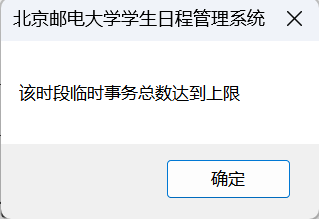 北京邮电大学学生日程管理系统
该时段临时事务总数达到上限
确定